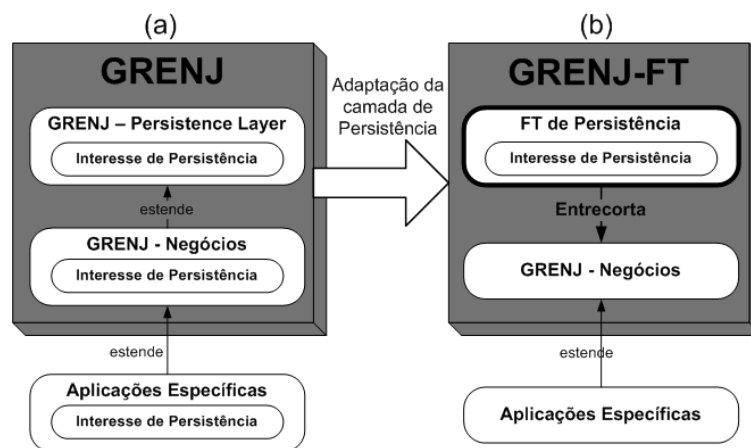 (a)
GRENJ
GRENJ – Persistence Layer
Interesse de Persistência
estende
GRENJ - Negócios
Interesse de Persistência
estende
Aplicações Específicas
Interesse de Persistência
Adaptação da
camada de
Persistência
(b)
GRENJ-FT
FT de Persistência
Interesse de Persistência
Entrecorta
GRENJ - Negócios
estende
Aplicações Específicas